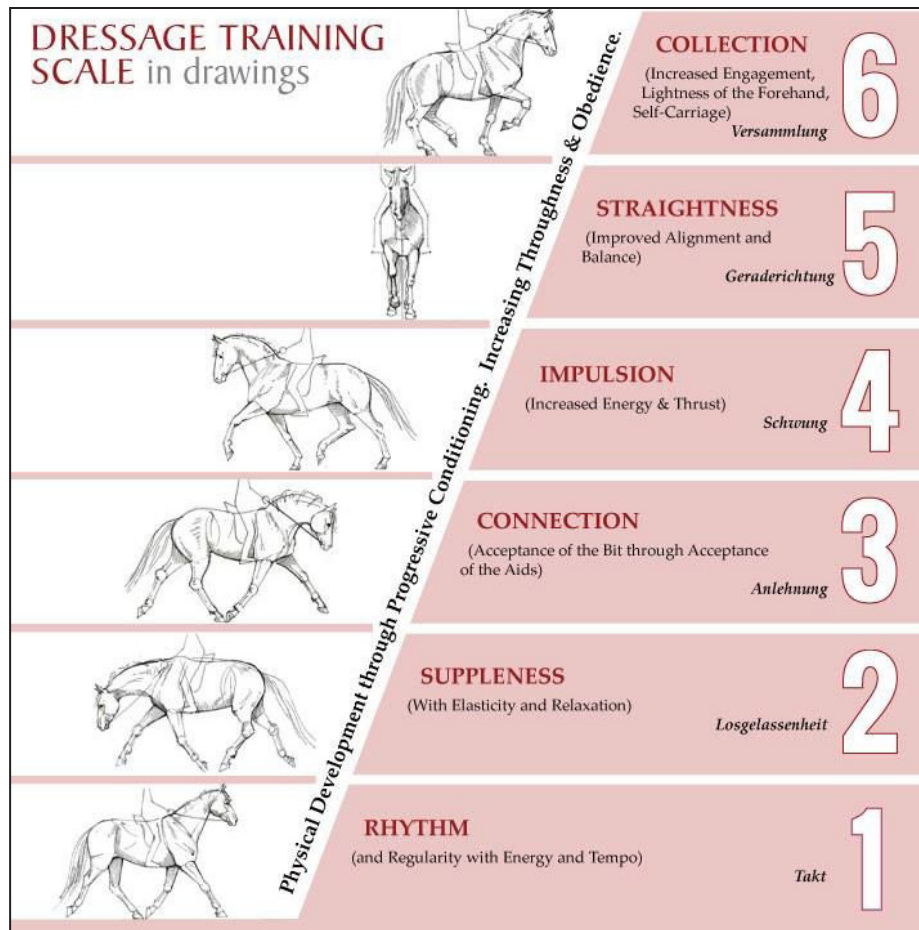 DRESSAGE TRAINING
SCALE in drawings
COLLECTION
(Increased Engagement,
Lightness of the Forehand,
Self-Carriage)
Versammlung
6
STRAIGHTNESS
(Improved Alignment and
Balance)
Geraderichtung
5
IMPULSION
(Increased Energy & Thrust)
Schwung
4
CONNECTION
(Acceptance of the Bit through Acceptance
of the Aids)
Anlehnung
3
SUPPLENESS
(With Elasticity and Relaxation)
Losgelassenheit
2
RHYTHM
(and Regularity with Energy and Tempo)
Takt
1
Physical Development through Progressive Conditioning. Increasing Throughness & Obedience.